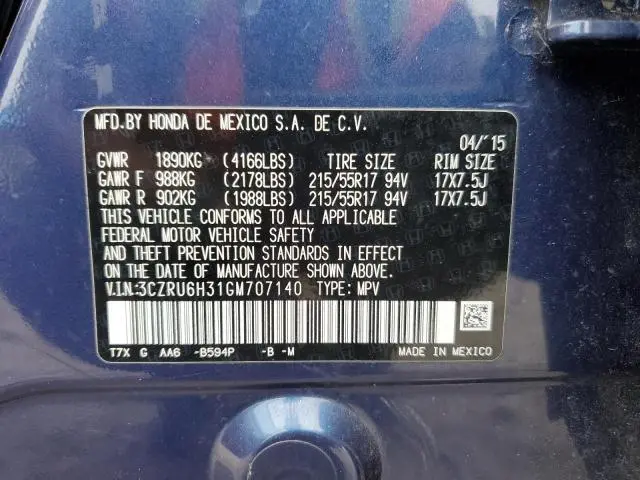 MFD.BY HONDA DE MEXICO S.A. DE C.V.
04/'15
GVWR 1890KG (4166LBS) TIRE SIZE RIM SIZE
GAWR F 988KG (2178LBS) 215/55R17 94V 17X7.5J
GAWR R 902KG (1988LBS) 215/55R17 94V 17X7.5J
THIS VEHICLE CONFORMS TO ALL APPLICABLE
FEDERAL MOTOR VEHICLE SAFETY
AND THEFT PREVENTION STANDARDS IN EFFECT
ON THE DATE OF MANUFACTURE SHOWN ABOVE.
V.I.N:3CZRU6H31GM707140 TYPE: MPV
T7X G AA6 -B594P -B -M MADE IN MEXICO